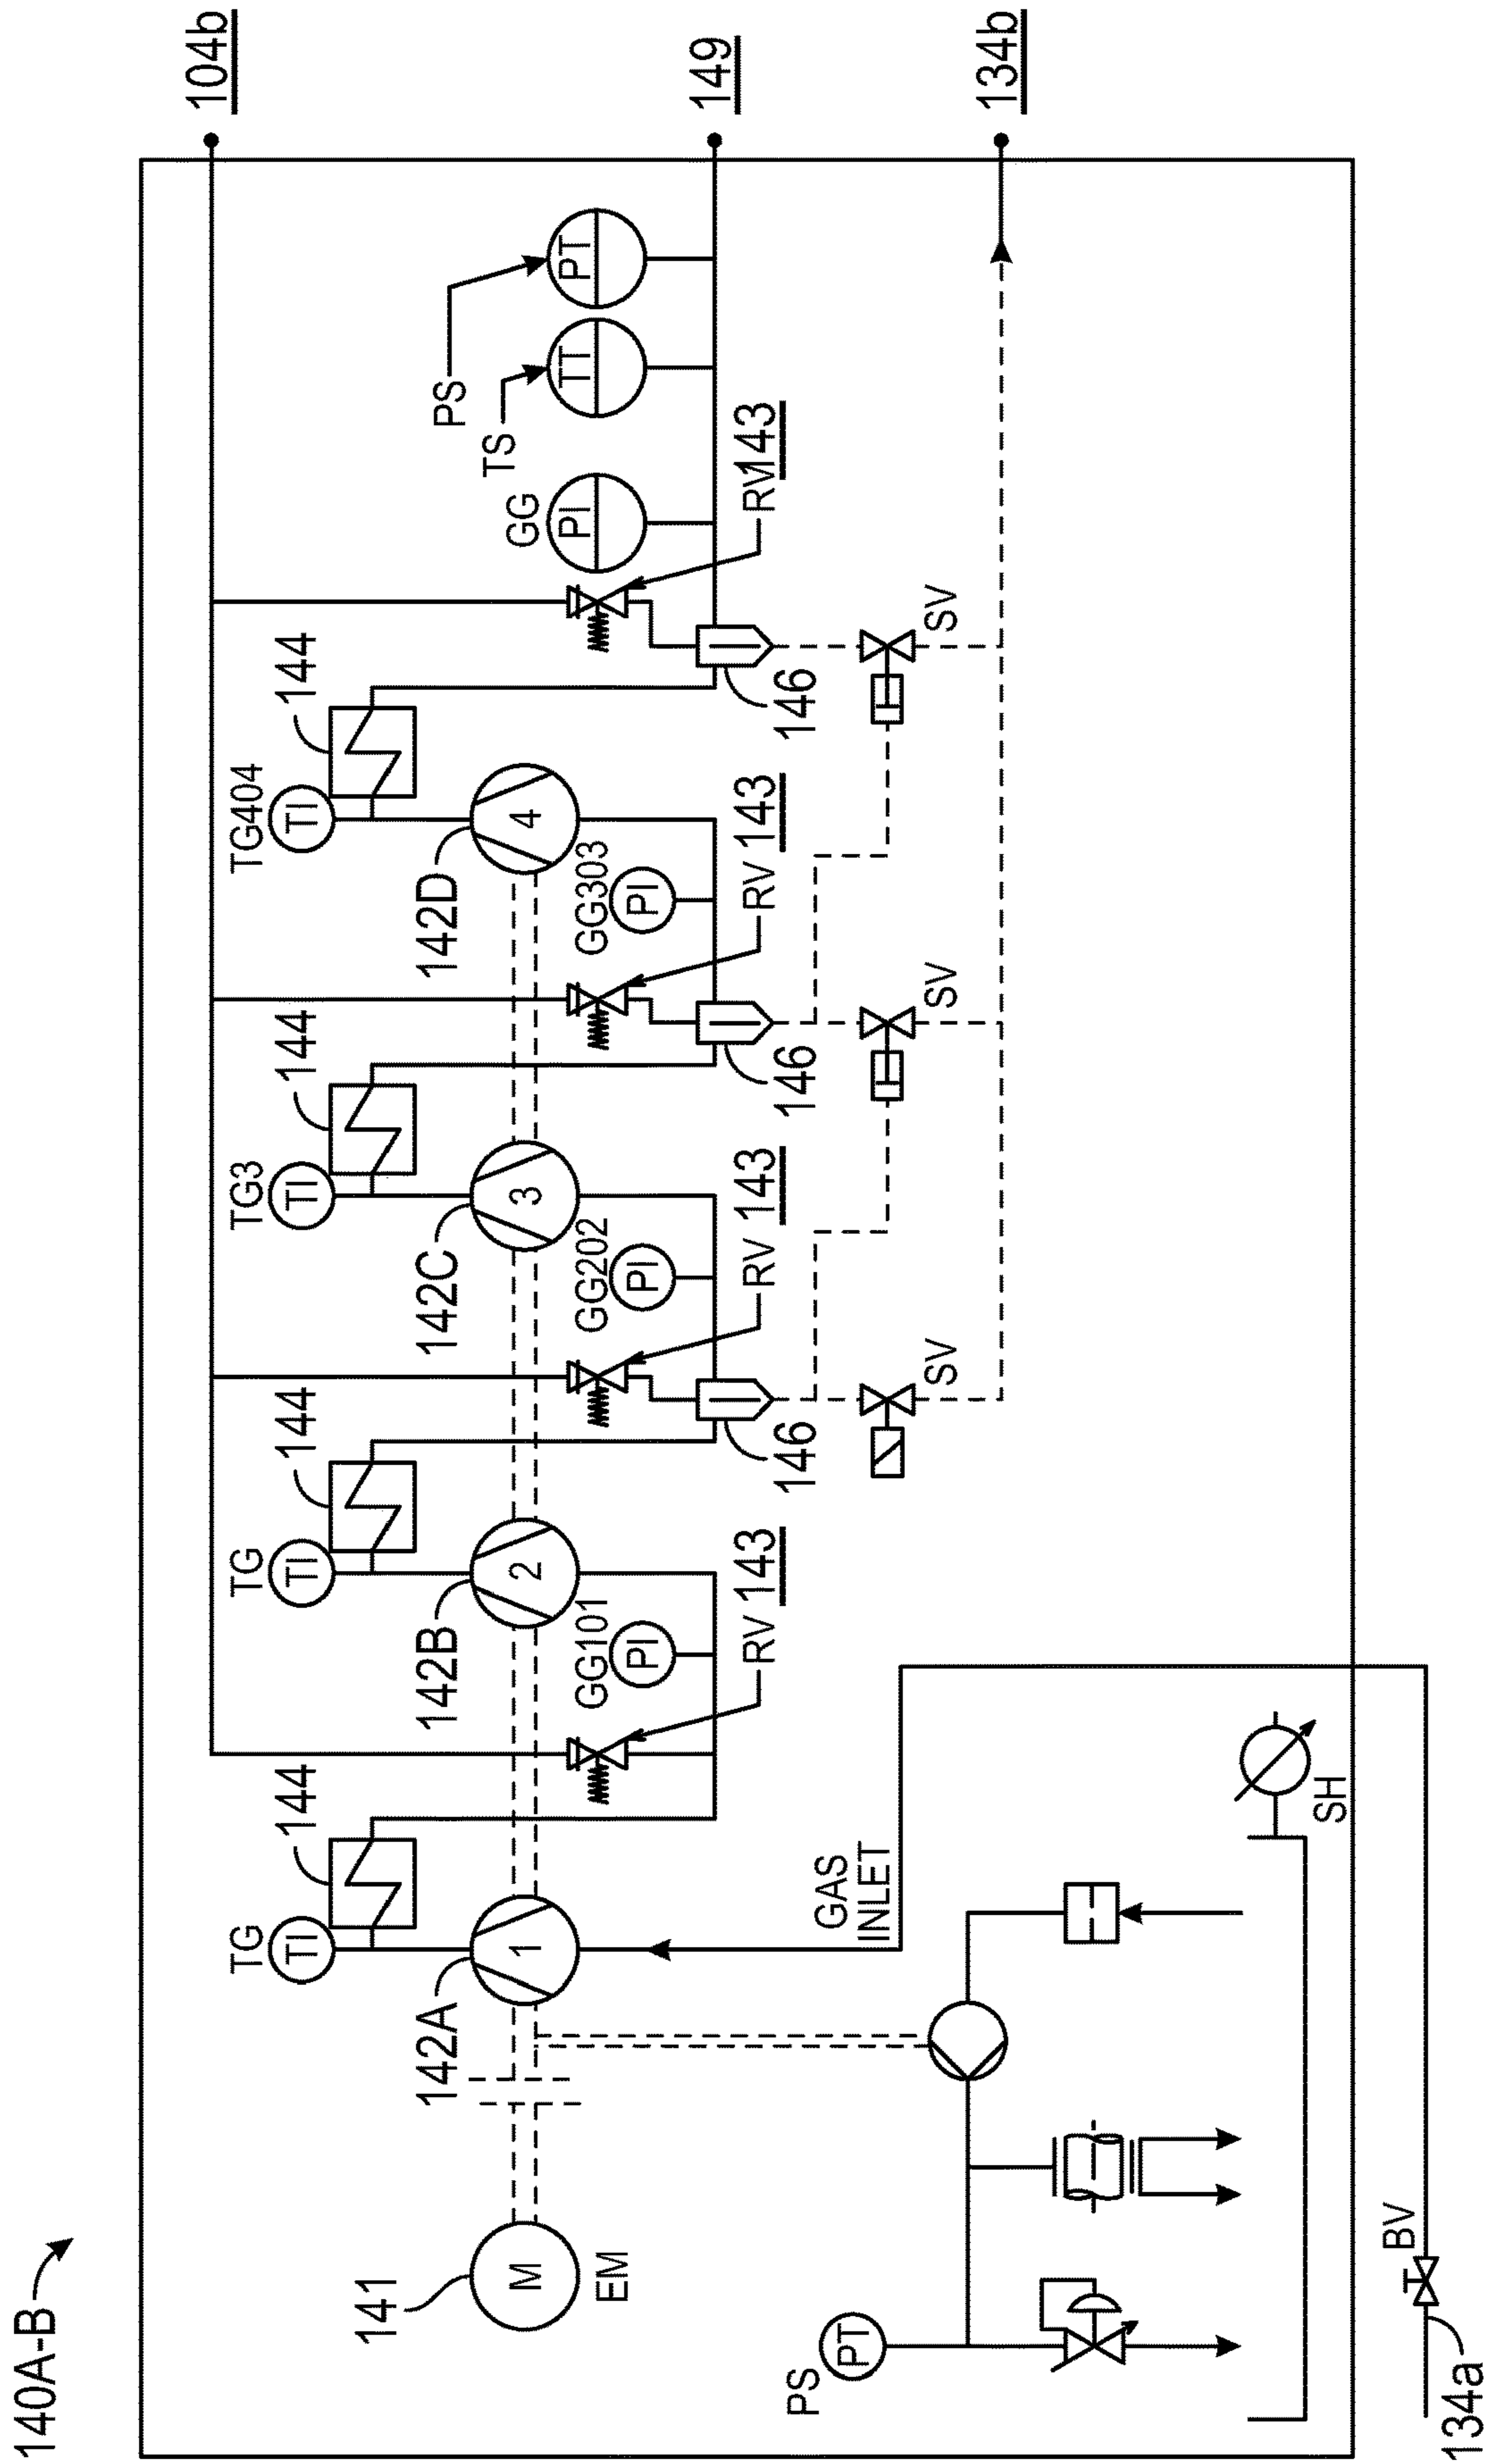 140A-B
104b
149
134b
TG
TI
144
TG
TI
144
TG3
TI
144
TG404
TI
144
141
M
EM
142A
1
142B
2
142C
3
142D
4
GG101
PI
GG202
PI
GG303
PI
GG
PI
TS
TT
PS
PT
RV 143
RV 143
RV 143
RV 143
146
146
146
SV
SV
SV
GAS
INLET
PS
PT
SH
BV
134a